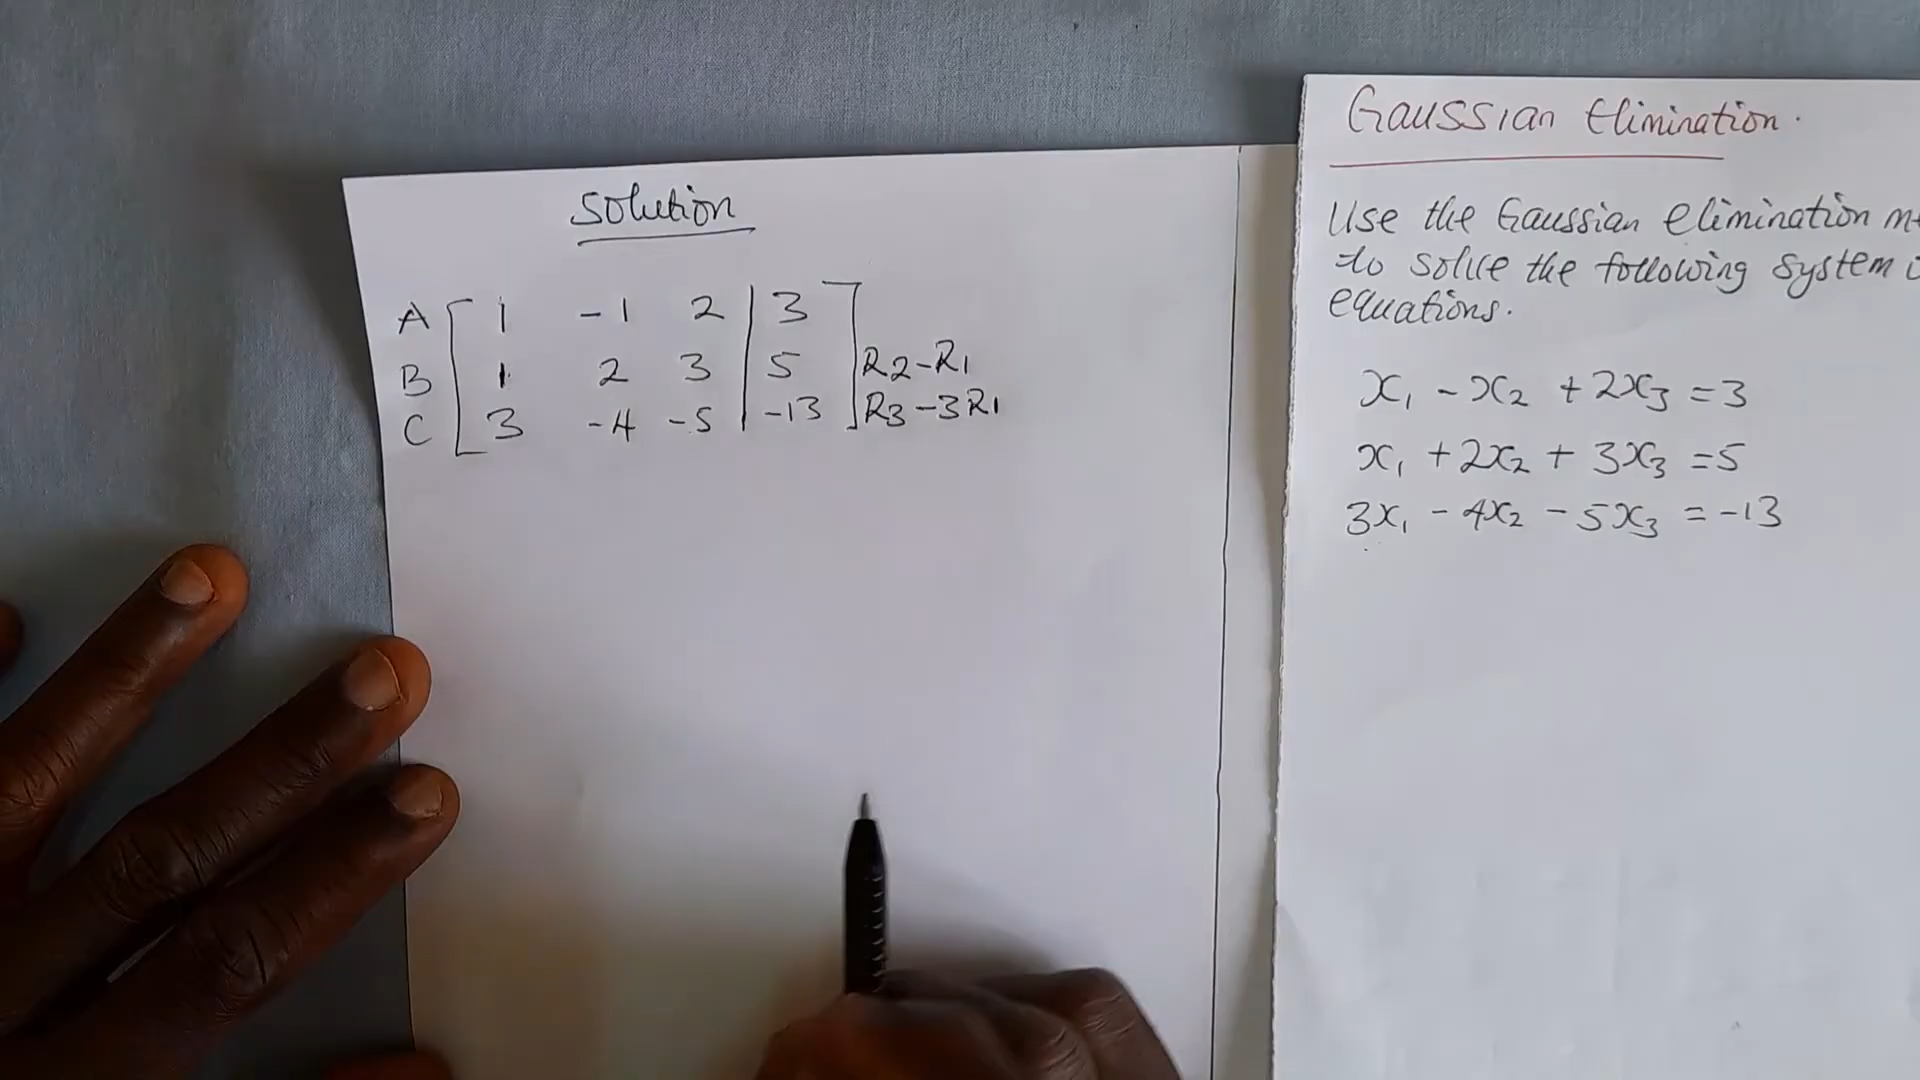 Solution
A [ 1 -1 2 | 3 ]
B [ 1 2 3 | 5 ] R2-R1
C [ 3 -4 -5 | -13 ] R3-3R1
Gaussian Elimination.
Use the Gaussian elimination
to solve the following system
equations.
x₁ - x₂ + 2x₃ = 3
x₁ + 2x₂ + 3x₃ = 5
3x₁ - 4x₂ - 5x₃ = -13